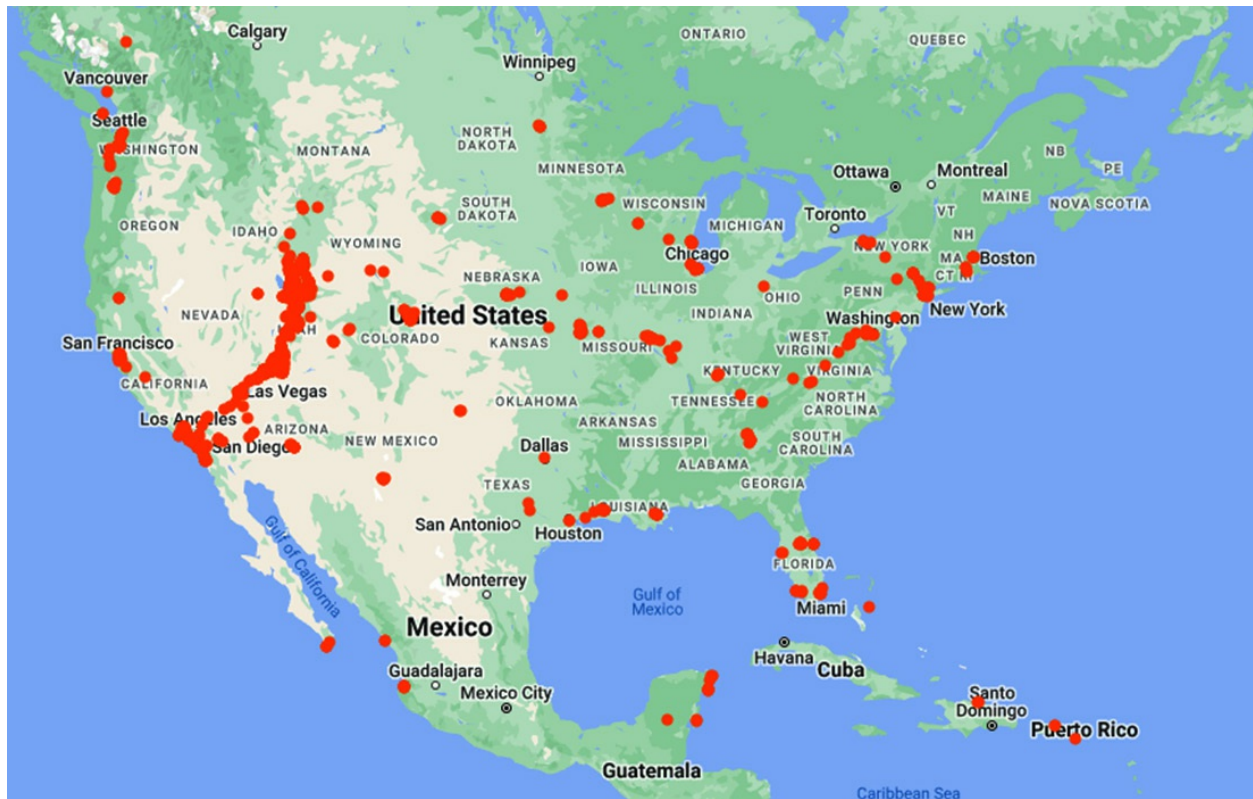 Calgary
ONTARIO
QUEBEC
Winnipeg
Vancouver
Seattle
WASHINGTON
NORTH
DAKOTA
MONTANA
MINNESOTA
NB
PE
Ottawa
Montreal
MAINE
NOVA SCOTIA
OREGON
IDAHO
SOUTH
DAKOTA
WISCONSIN
MICHIGAN
Toronto
VT
NH
WYOMING
NEW YORK
Chicago
MA
Boston
CT RI
NEBRASKA
IOWA
ILLINOIS
OHIO
PENN
NEVADA
UTAH
United States
INDIANA
New York
Washington
San Francisco
COLORADO
KANSAS
MISSOURI
WEST
VIRGINIA
KENTUCKY
VIRGINIA
CALIFORNIA
Las Vegas
OKLAHOMA
TENNESSEE
NORTH
CAROLINA
Los Angeles
ARIZONA
NEW MEXICO
ARKANSAS
MISSISSIPPI
SOUTH
CAROLINA
San Diego
Dallas
ALABAMA
GEORGIA
TEXAS
LOUISIANA
San Antonio
Houston
Gulf of California
FLORIDA
Monterrey
Gulf of
Mexico
Miami
Mexico
Havana
Cuba
Guadalajara
Mexico City
Santo
Domingo
Puerto Rico
Guatemala
Caribbean Sea